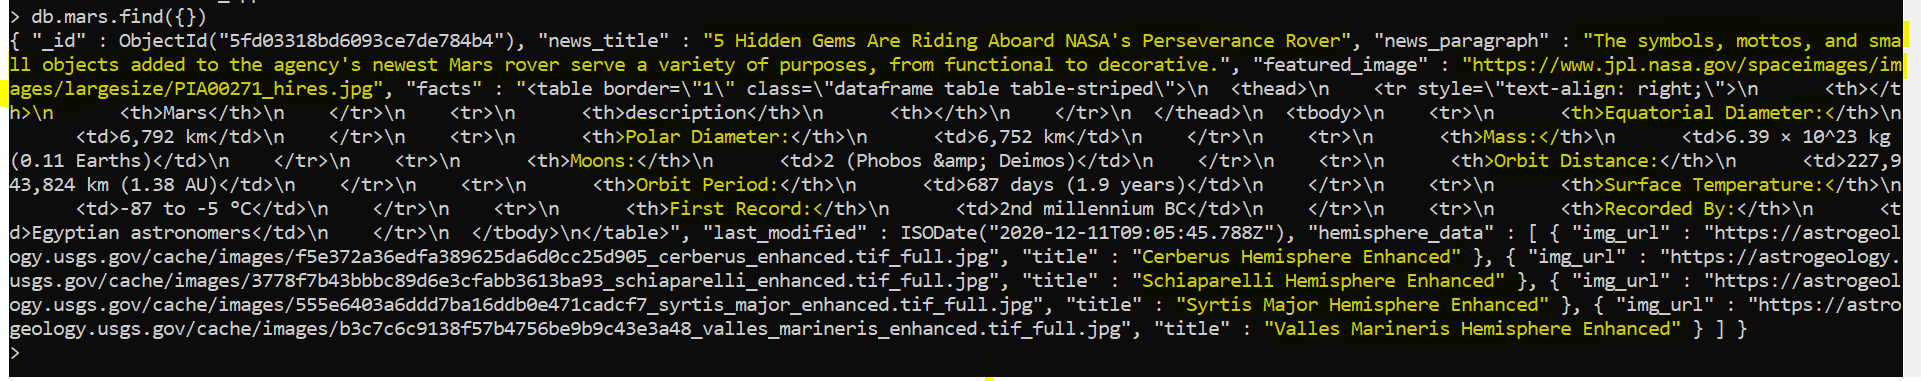 > db.mars.find({})
{ "_id" : ObjectId("5fd03318bd6093ce7de784b4"), "news_title" : "5 Hidden Gems Are Riding Aboard NASA's Perseverance Rover", "news_paragraph" : "The symbols, mottos, and sma
ll objects added to the agency's newest Mars rover serve a variety of purposes, from functional to decorative.", "featured_image" : "https://www.jpl.nasa.gov/spaceimages/im
ages/largesize/PIA00271_hires.jpg", "facts" : "<table border=\"1\" class=\"dataframe table table-striped\">\n  <thead>\n    <tr style=\"text-align: right;\">\n      <th></t
h>\n      <th>Mars</th>\n    </tr>\n    <tr>\n      <th>description</th>\n      <th></th>\n    </tr>\n  </thead>\n  <tbody>\n    <tr>\n      <th>Equatorial Diameter:</th>\n
      <td>6,792 km</td>\n    </tr>\n    <tr>\n      <th>Polar Diameter:</th>\n      <td>6,752 km</td>\n    </tr>\n    <tr>\n      <th>Mass:</th>\n      <td>6.39 × 10^23 kg
(0.11 Earths)</td>\n    </tr>\n    <tr>\n      <th>Moons:</th>\n      <td>2 (Phobos &amp; Deimos)</td>\n    </tr>\n    <tr>\n      <th>Orbit Distance:</th>\n      <td>227,9
43,824 km (1.38 AU)</td>\n    </tr>\n    <tr>\n      <th>Orbit Period:</th>\n      <td>687 days (1.9 years)</td>\n    </tr>\n    <tr>\n      <th>Surface Temperature:</th>\n
      <td>-87 to -5 °C</td>\n    </tr>\n    <tr>\n      <th>First Record:</th>\n      <td>2nd millennium BC</td>\n    </tr>\n    <tr>\n      <th>Recorded By:</th>\n      <t
d>Egyptian astronomers</td>\n    </tr>\n  </tbody>\n</table>", "last_modified" : ISODate("2020-12-11T09:05:45.788Z"), "hemisphere_data" : [ { "img_url" : "https://astrogeol
ogy.usgs.gov/cache/images/f5e372a36edfa389625da6d0cc25d905_cerberus_enhanced.tif_full.jpg", "title" : "Cerberus Hemisphere Enhanced" }, { "img_url" : "https://astrogeology.
usgs.gov/cache/images/3778f7b43bbbc89d6e3cfabb3613ba93_schiaparelli_enhanced.tif_full.jpg", "title" : "Schiaparelli Hemisphere Enhanced" }, { "img_url" : "https://astrogeol
ogy.usgs.gov/cache/images/555e6403a6ddd7ba16ddb0e471cadcf7_syrtis_major_enhanced.tif_full.jpg", "title" : "Syrtis Major Hemisphere Enhanced" }, { "img_url" : "https://astro
geology.usgs.gov/cache/images/b3c7c6c9138f57b4756be9b9c43e3a48_valles_marineris_enhanced.tif_full.jpg", "title" : "Valles Marineris Hemisphere Enhanced" } ] }
>